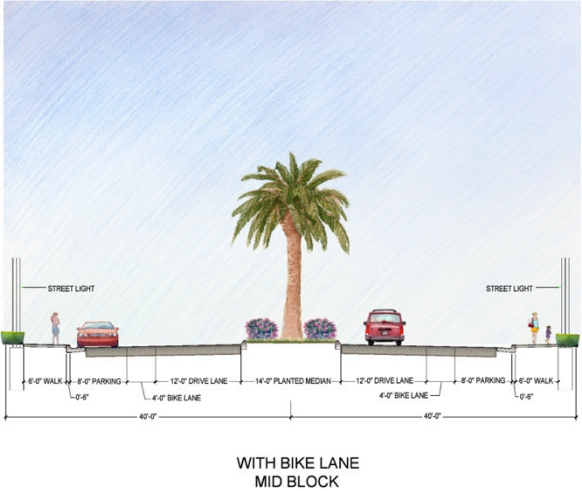 STREET LIGHT
STREET LIGHT
6'-0" WALK
8'-0" PARKING
12'-0" DRIVE LANE
14'-0" PLANTED MEDIAN
12'-0" DRIVE LANE
8'-0" PARKING
6'-0" WALK
0'-6"
4'-0" BIKE LANE
4'-0" BIKE LANE
0'-6"
40'-0"
40'-0"
WITH BIKE LANE
MID BLOCK